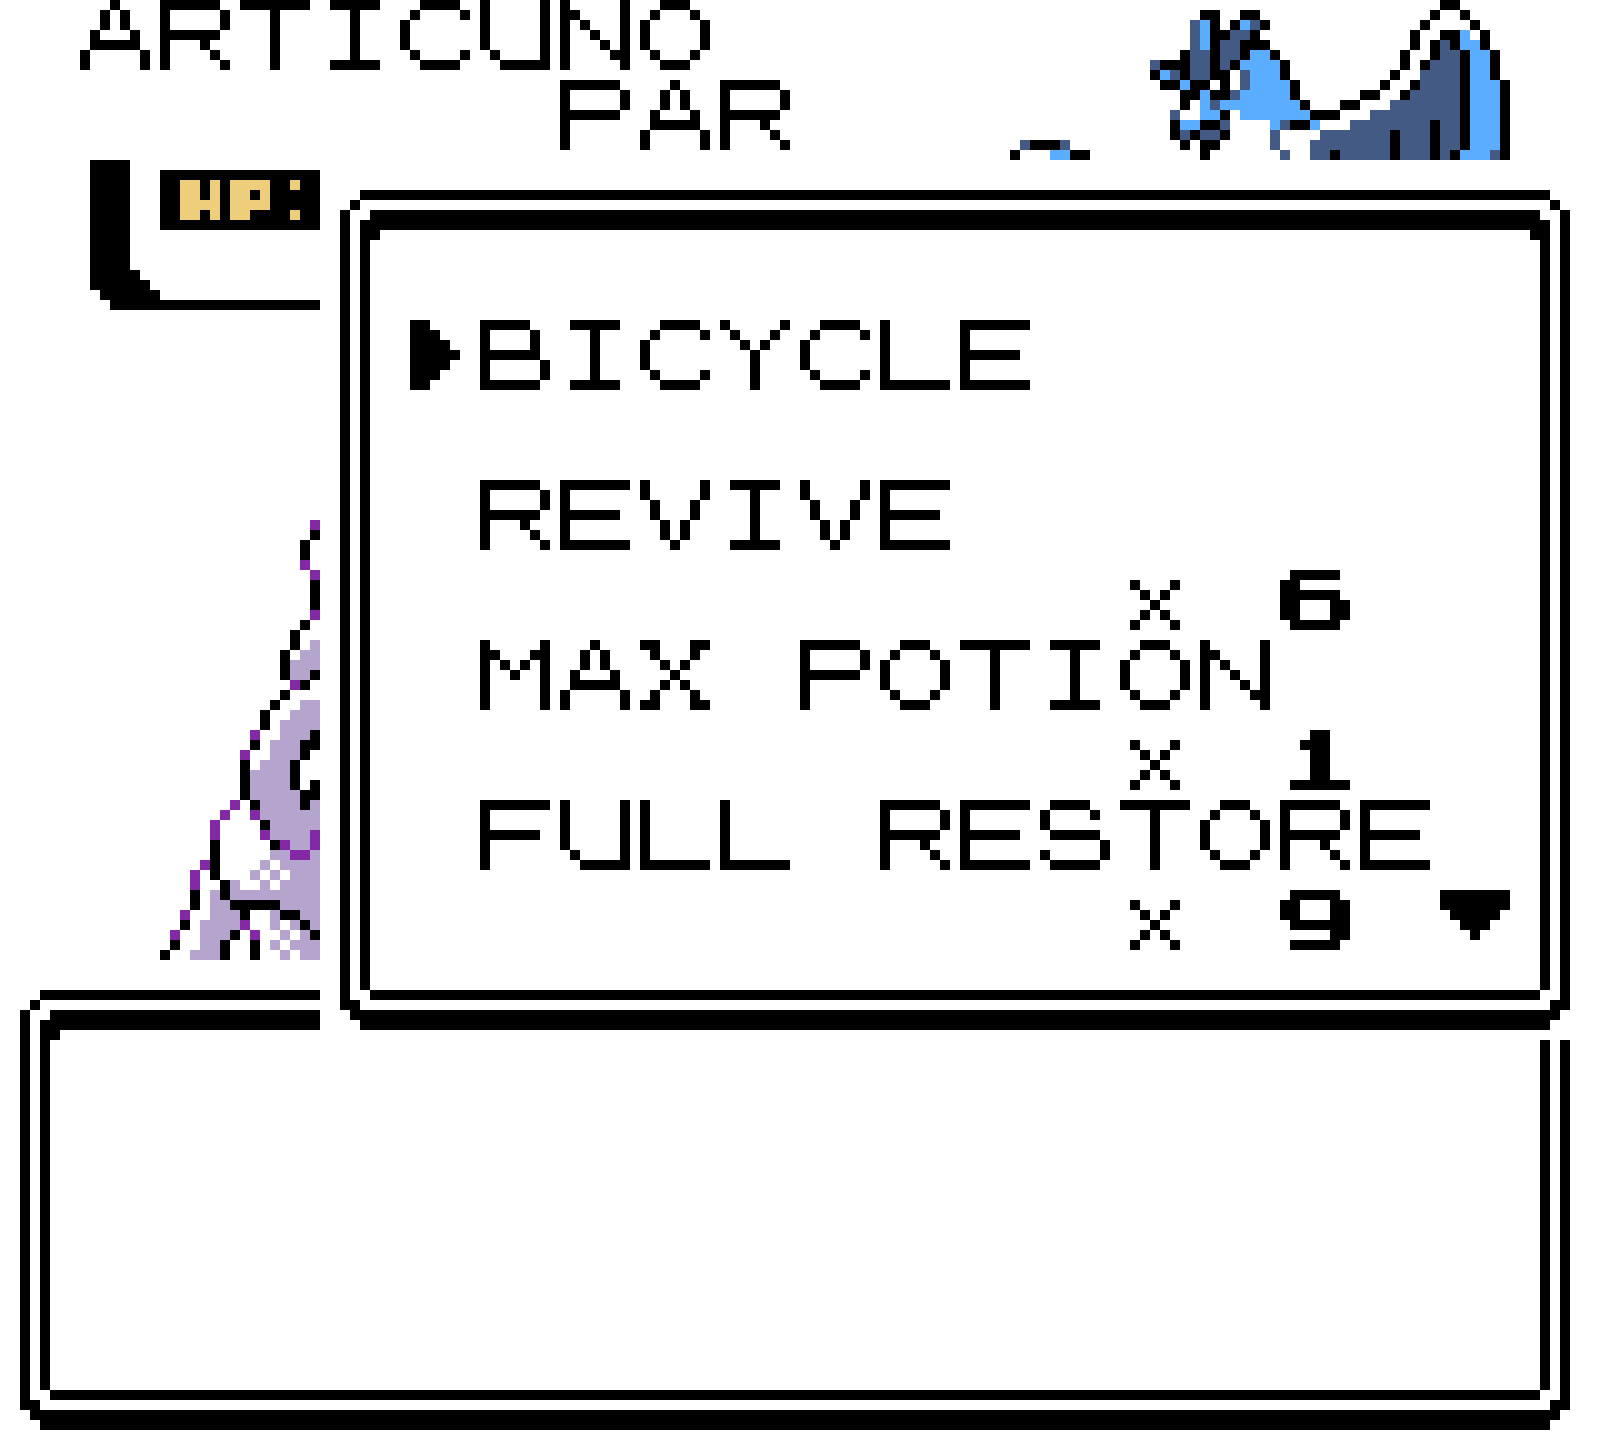 ARTICUNO
PAR
HP:
▶BICYCLE
REVIVE
× 6
MAX POTION
× 1
FULL RESTORE
× 9 ▼